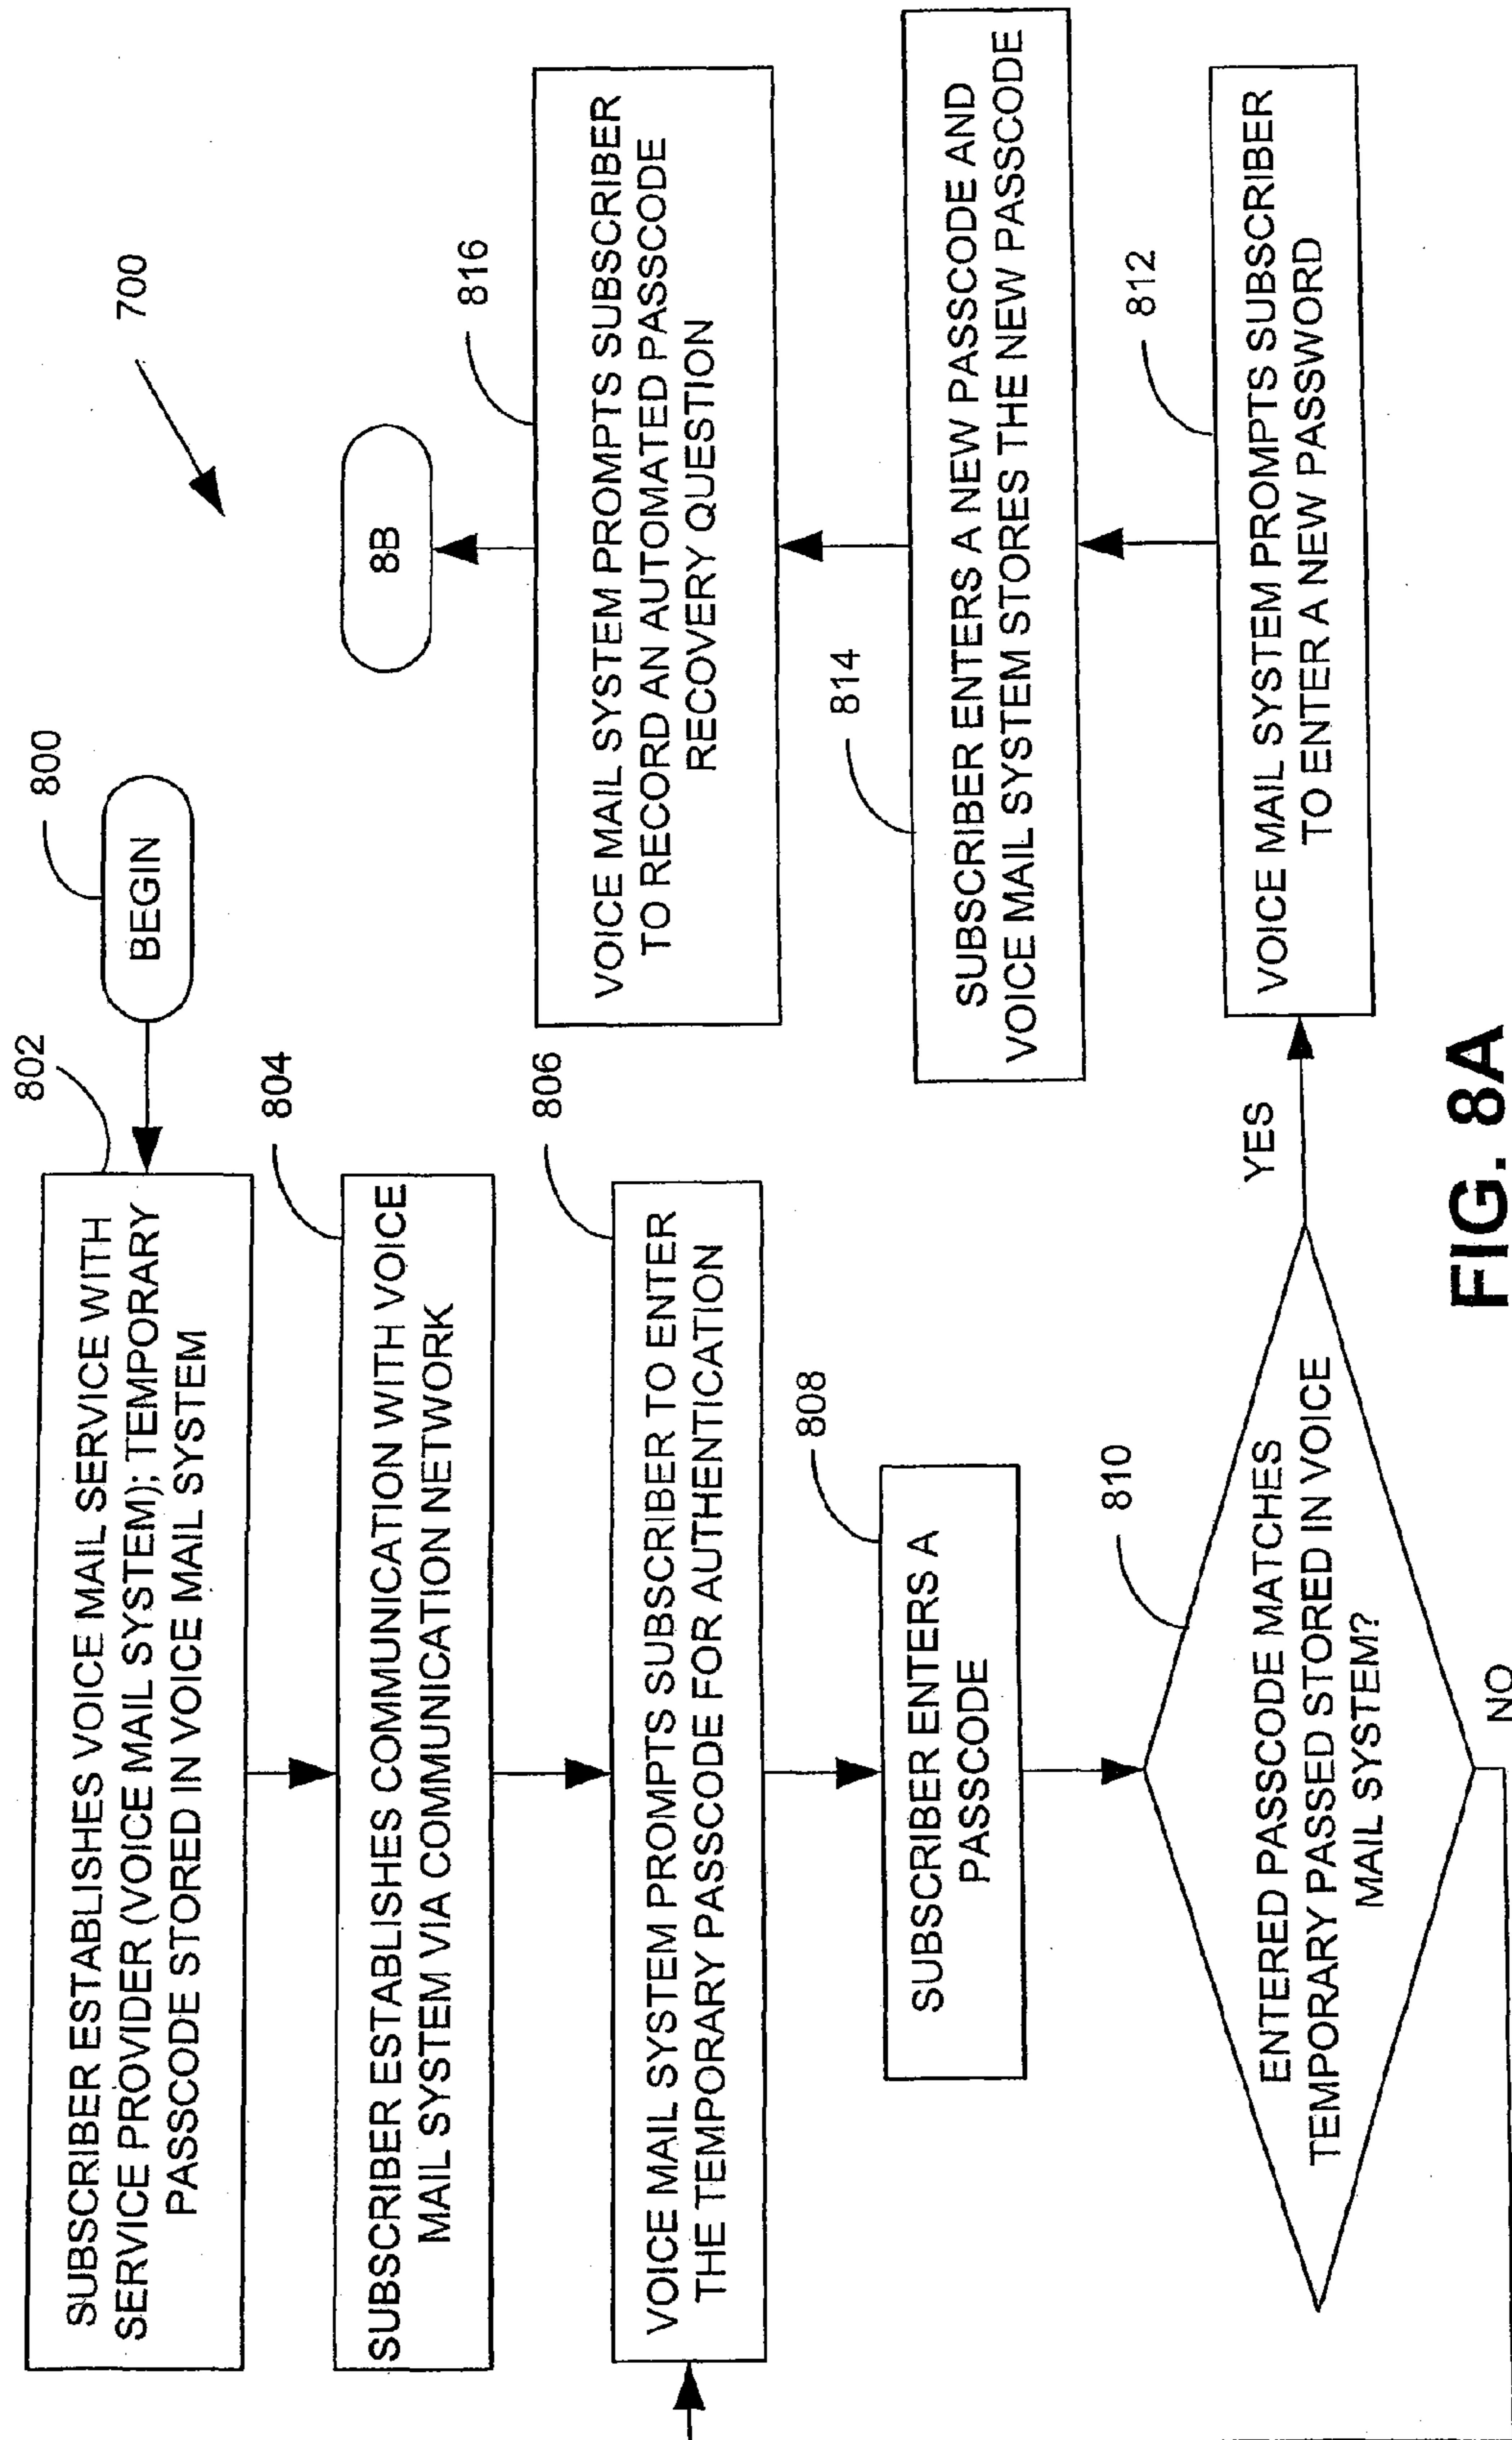 700
800
BEGIN
802
SUBSCRIBER ESTABLISHES VOICE MAIL SERVICE WITH
SERVICE PROVIDER (VOICE MAIL SYSTEM); TEMPORARY
PASSCODE STORED IN VOICE MAIL SYSTEM
804
SUBSCRIBER ESTABLISHES COMMUNICATION WITH VOICE
MAIL SYSTEM VIA COMMUNICATION NETWORK
806
VOICE MAIL SYSTEM PROMPTS SUBSCRIBER TO ENTER
THE TEMPORARY PASSCODE FOR AUTHENTICATION
808
SUBSCRIBER ENTERS A
PASSCODE
810
ENTERED PASSCODE MATCHES
TEMPORARY PASSED STORED IN VOICE
MAIL SYSTEM?
NO
YES
812
VOICE MAIL SYSTEM PROMPTS SUBSCRIBER
TO ENTER A NEW PASSWORD
814
SUBSCRIBER ENTERS A NEW PASSCODE AND
VOICE MAIL SYSTEM STORES THE NEW PASSCODE
816
VOICE MAIL SYSTEM PROMPTS SUBSCRIBER
TO RECORD AN AUTOMATED PASSCODE
RECOVERY QUESTION
8B
FIG. 8A